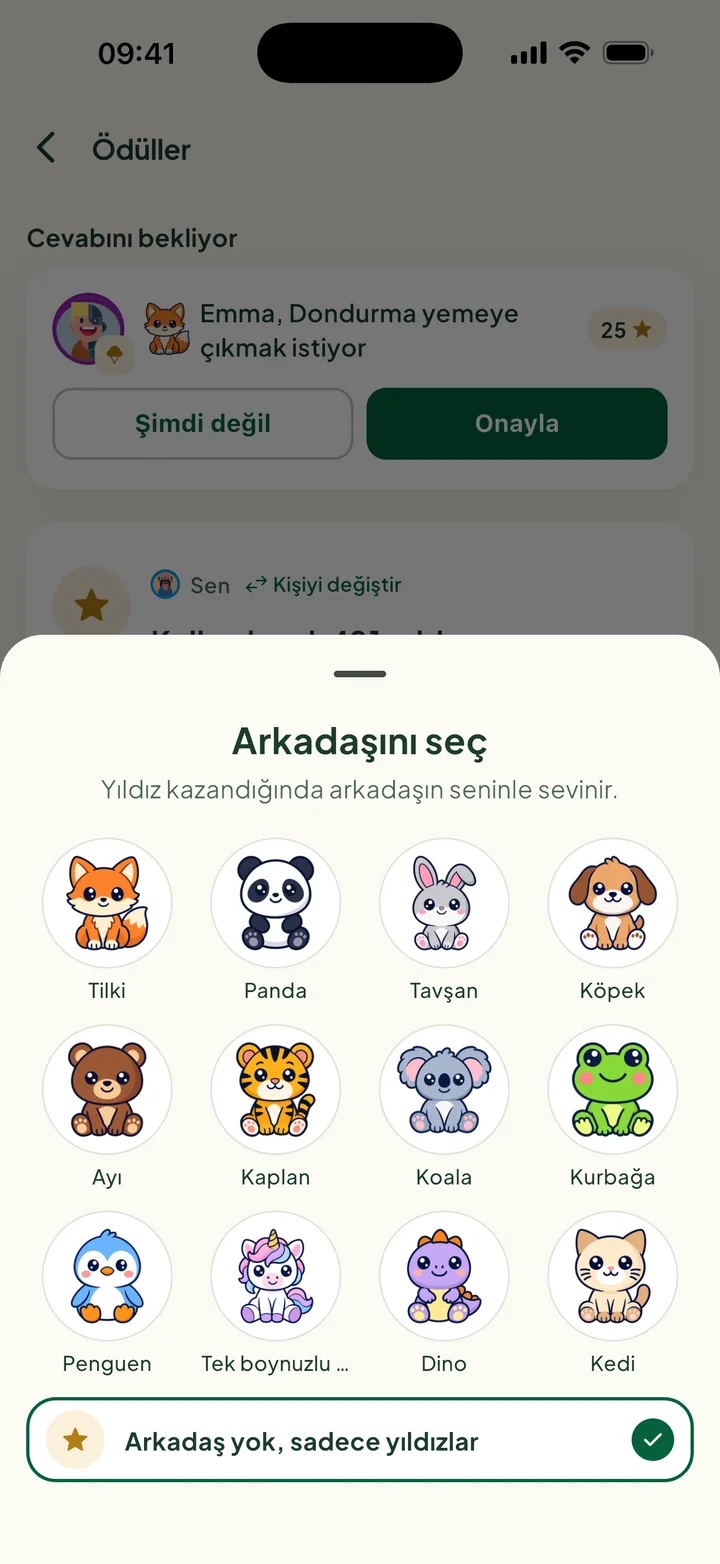 09:41
Ödüller
Cevabını bekliyor
Emma, Dondurma yemeye
çıkmak istiyor
25
Şimdi değil
Onayla
Sen
Kişiyi değiştir
Arkadaşını seç
Yıldız kazandığında arkadaşın seninle sevinir.
Tilki
Panda
Tavşan
Köpek
Ayı
Kaplan
Koala
Kurbağa
Penguen
Tek boynuzlu ...
Dino
Kedi
Arkadaş yok, sadece yıldızlar